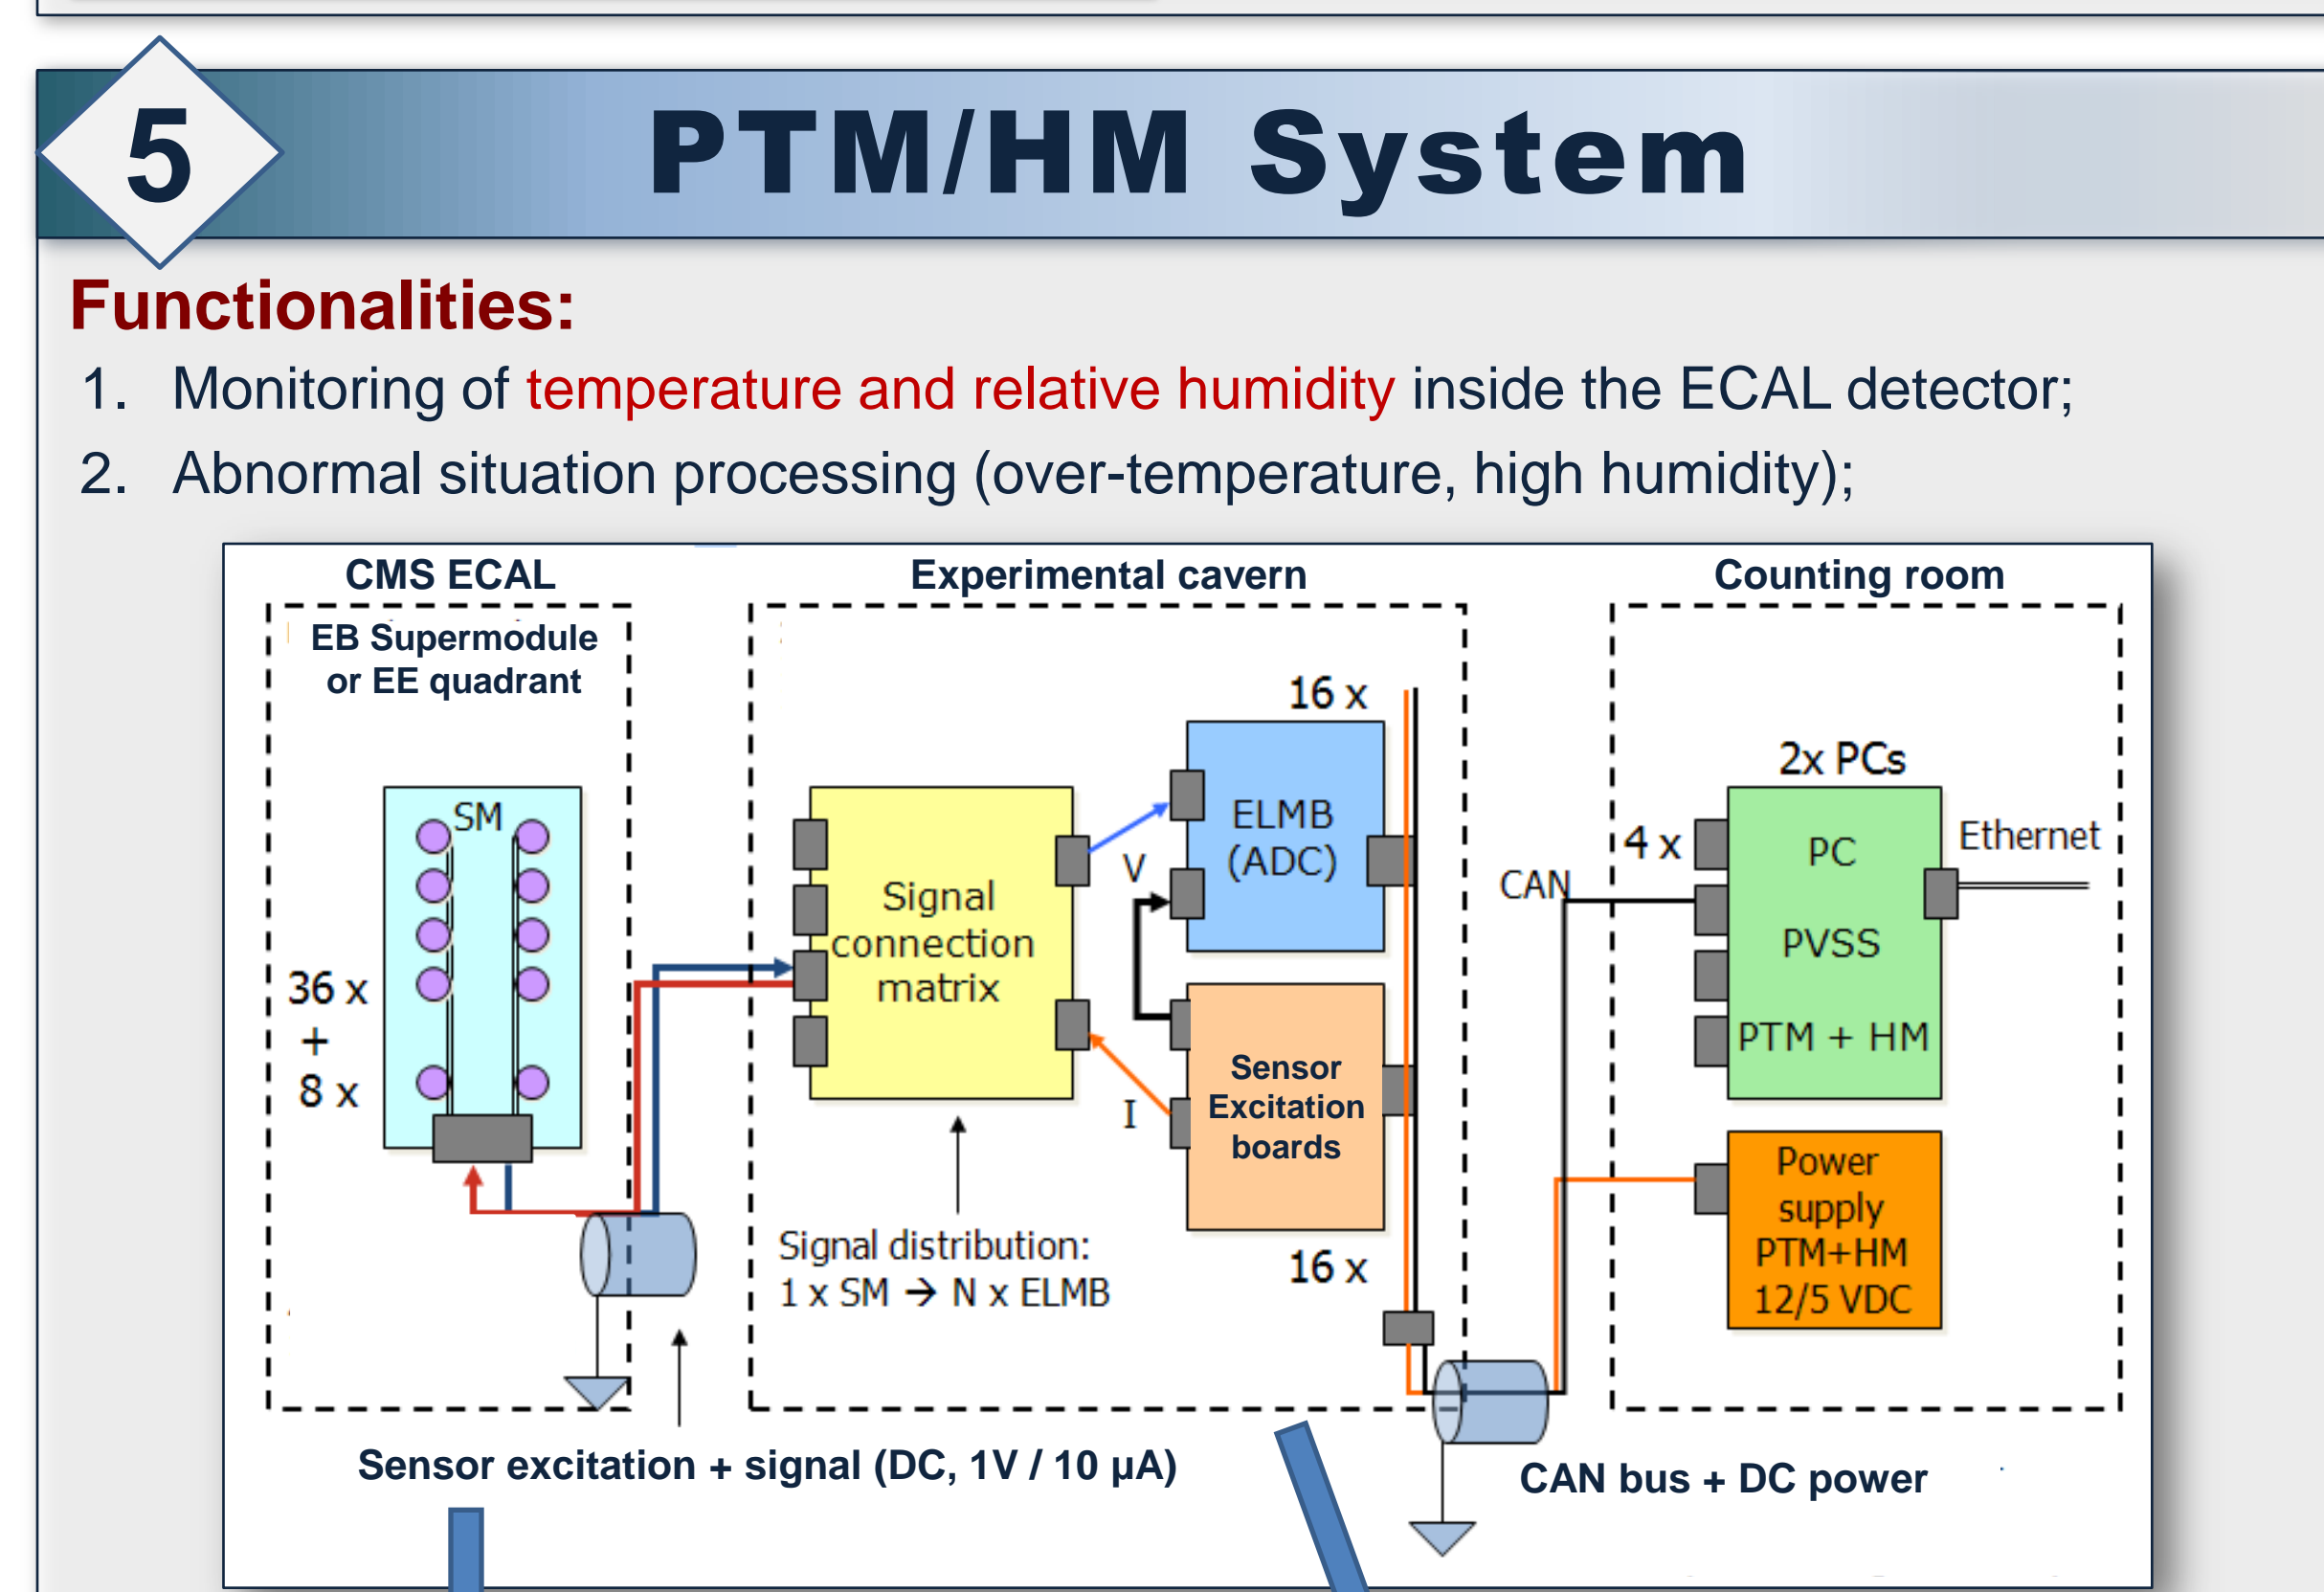 5
PTM/HM System
Functionalities:
1. Monitoring of temperature and relative humidity inside the ECAL detector;
2. Abnormal situation processing (over-temperature, high humidity);
CMS ECAL
Experimental cavern
Counting room
EB Supermodule
or EE quadrant
SM
36 x
+
8 x
Signal
connection
matrix
Signal distribution:
1 x SM → N x ELMB
16 x
ELMB
(ADC)
V
I
Sensor
Excitation
boards
16 x
CAN
2x PCs
4 x
PC
PVSS
PTM + HM
Ethernet
Power
supply
PTM+HM
12/5 VDC
Sensor excitation + signal (DC, 1V / 10 µA)
CAN bus + DC power